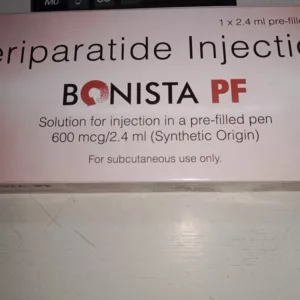 1 x 2.4 ml pre-fille
eriparatide Injectio
BONISTA PF
Solution for injection in a pre-filled pen
600 mcg/2.4 ml (Synthetic Origin)
For subcutaneous use only.